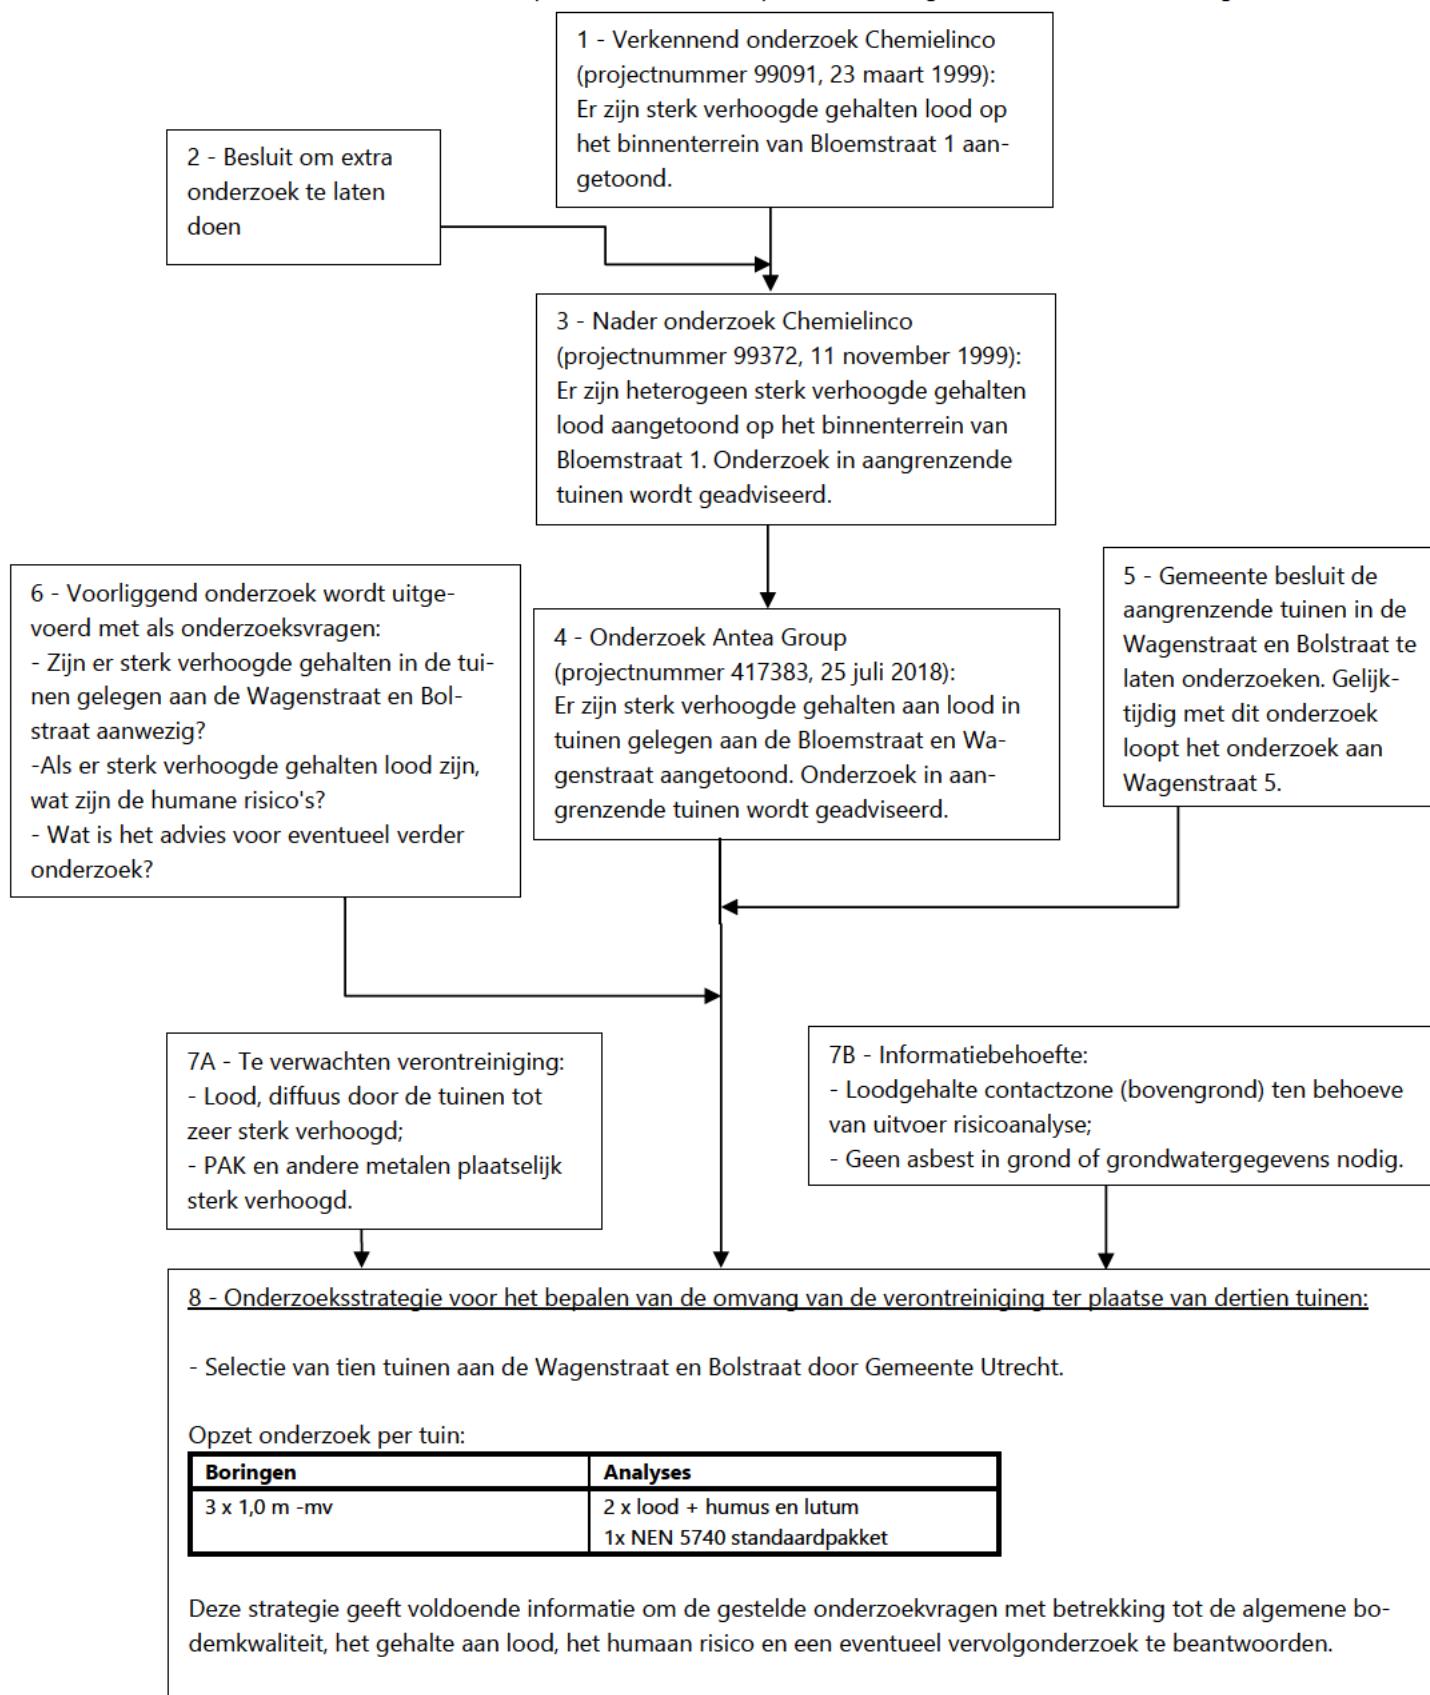 1 - Verkennend onderzoek Chemielinco
(projectnummer 99091, 23 maart 1999):
Er zijn sterk verhoogde gehalten lood op
het binnenterrein van Bloemstraat 1 aan-
getoond.
2 - Besluit om extra
onderzoek te laten
doen
3 - Nader onderzoek Chemielinco
(projectnummer 99372, 11 november 1999):
Er zijn heterogeen sterk verhoogde gehalten
lood aangetoond op het binnenterrein van
Bloemstraat 1. Onderzoek in aangrenzende
tuinen wordt geadviseerd.
4 - Onderzoek Antea Group
(projectnummer 417383, 25 juli 2018):
Er zijn sterk verhoogde gehalten aan lood in
tuinen gelegen aan de Bloemstraat en Wa-
genstraat aangetoond. Onderzoek in aan-
grenzende tuinen wordt geadviseerd.
5 - Gemeente besluit de
aangrenzende tuinen in de
Wagenstraat en Bolstraat te
laten onderzoeken. Gelijk-
tijdig met dit onderzoek
loopt het onderzoek aan
Wagenstraat 5.
6 - Voorliggend onderzoek wordt uitge-
voerd met als onderzoeksvragen:
- Zijn er sterk verhoogde gehalten in de tui-
nen gelegen aan de Wagenstraat en Bol-
straat aanwezig?
-Als er sterk verhoogde gehalten lood zijn,
wat zijn de humane risico's?
- Wat is het advies voor eventueel verder
onderzoek?
7A - Te verwachten verontreiniging:
- Lood, diffuus door de tuinen tot
zeer sterk verhoogd;
- PAK en andere metalen plaatselijk
sterk verhoogd.
7B - Informatiebehoefte:
- Loodgehalte contactzone (bovengrond) ten behoeve
van uitvoer risicoanalyse;
- Geen asbest in grond of grondwatergegevens nodig.
8 - Onderzoeksstrategie voor het bepalen van de omvang van de verontreiniging ter plaatse van dertien tuinen:
- Selectie van tien tuinen aan de Wagenstraat en Bolstraat door Gemeente Utrecht.
Opzet onderzoek per tuin:
Boringen Analyses
3 x 1,0 m -mv 2 x lood + humus en lutum
1x NEN 5740 standaardpakket
Deze strategie geeft voldoende informatie om de gestelde onderzoekvragen met betrekking tot de algemene bo-
demkwaliteit, het gehalte aan lood, het humaan risico en een eventueel vervolgonderzoek te beantwoorden.